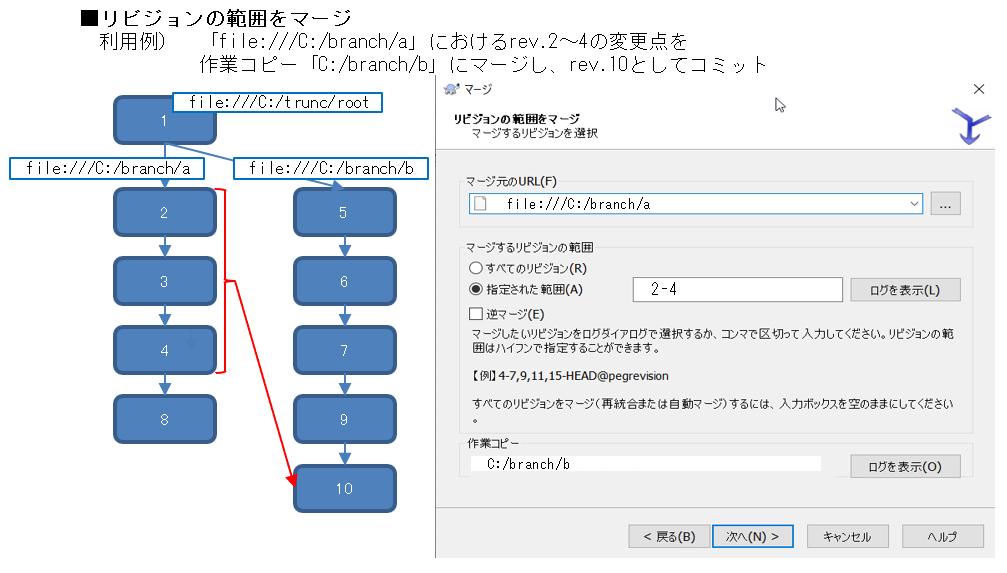 ■リビジョンの範囲をマージ
利用例） 「file:///C:/branch/a」におけるrev.2～4の変更点を
作業コピー「C:/branch/b」にマージし、rev.10としてコミット
file:///C:/trunc/root
1
file:///C:/branch/a
file:///C:/branch/b
2
5
3
6
4
7
8
9
10
マージ
リビジョンの範囲をマージ
マージするリビジョンを選択
マージ元のURL(F)
file:///C:/branch/a
...
マージするリビジョンの範囲
すべてのリビジョン(R)
指定された範囲(A)
2-4
ログを表示(L)
逆マージ(E)
マージしたいリビジョンをログダイアログで選択するか、コンマで区切って入力してください。リビジョンの範
囲はハイフンで指定することができます。
【例】4-7,9,11,15-HEAD@pegrevision
すべてのリビジョンをマージ(再統合または自動マージ)するには、入力ボックスを空のままにしてください
。
作業コピー
C:/branch/b
ログを表示(O)
< 戻る(B)
次へ(N) >
キャンセル
ヘルプ